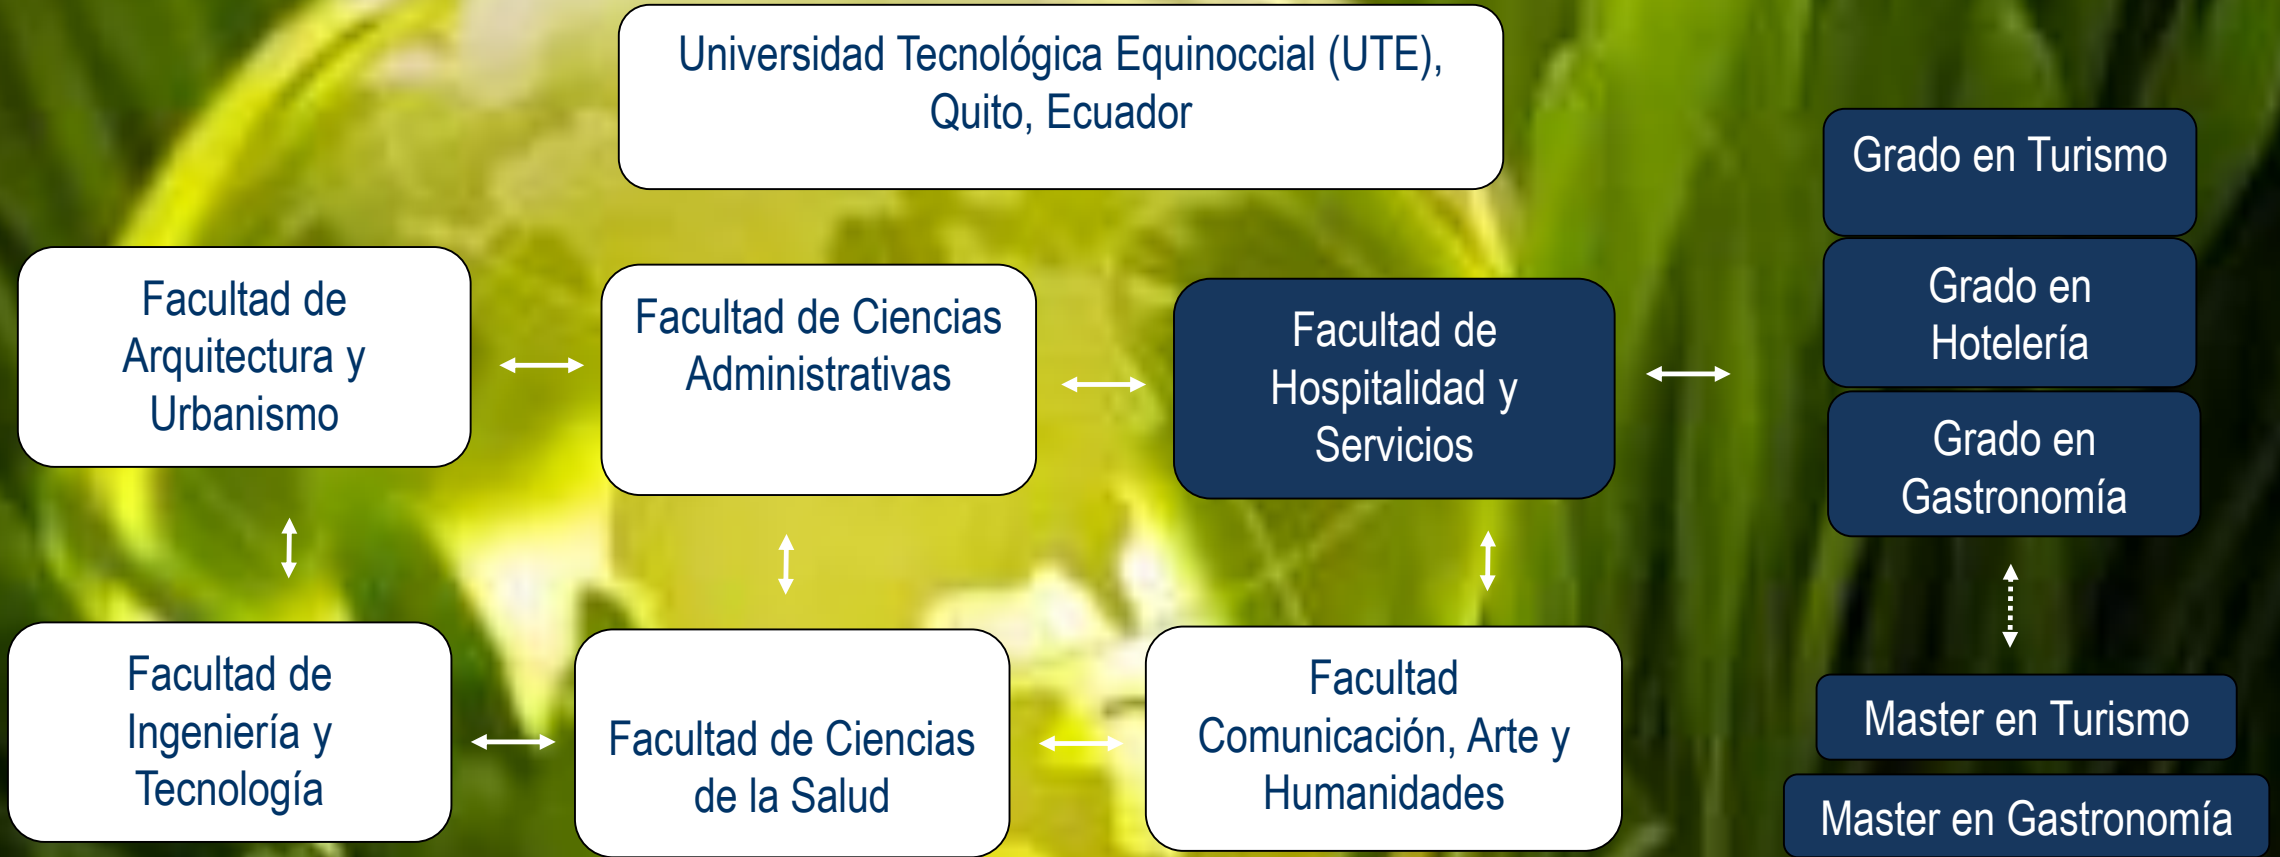 Universidad Tecnológica Equinoccial (UTE),
Quito, Ecuador
Facultad de
Arquitectura y
Urbanismo
Facultad de Ciencias
Administrativas
Facultad de
Hospitalidad y
Servicios
Grado en Turismo
Grado en
Hotelería
Grado en
Gastronomía
Facultad de
Ingeniería y
Tecnología
Facultad de Ciencias
de la Salud
Facultad
Comunicación, Arte y
Humanidades
Master en Turismo
Master en Gastronomía